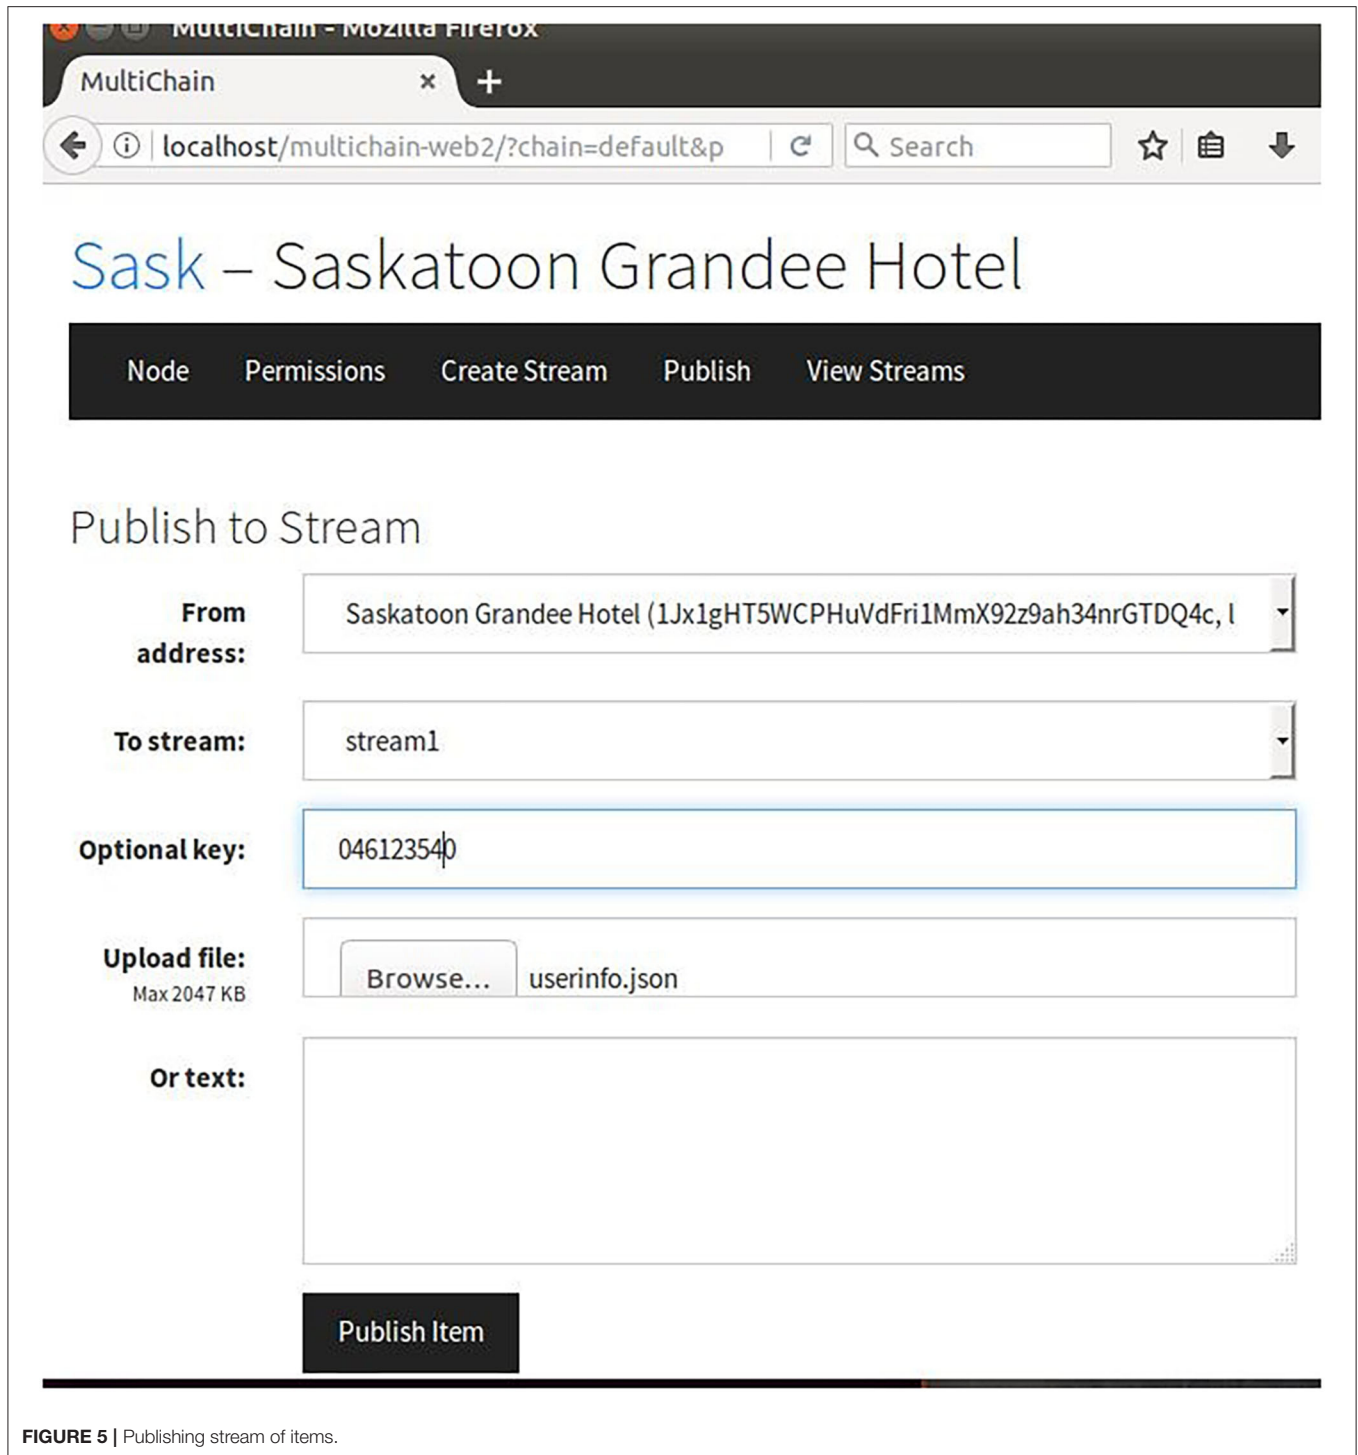 MultiChain - Mozilla Firefox
MultiChain
localhost/multichain-web2/?chain=default&p
Search
Sask – Saskatoon Grandee Hotel
Node Permissions Create Stream Publish View Streams
Publish to Stream
From address:
Saskatoon Grandee Hotel (1Jx1gHT5WCPHuVdFri1MmX92z9ah34nrGTDQ4c, l
To stream:
stream1
Optional key:
046123540
Upload file:
Max 2047 KB
Browse... userinfo.json
Or text:
Publish Item
FIGURE 5 | Publishing stream of items.